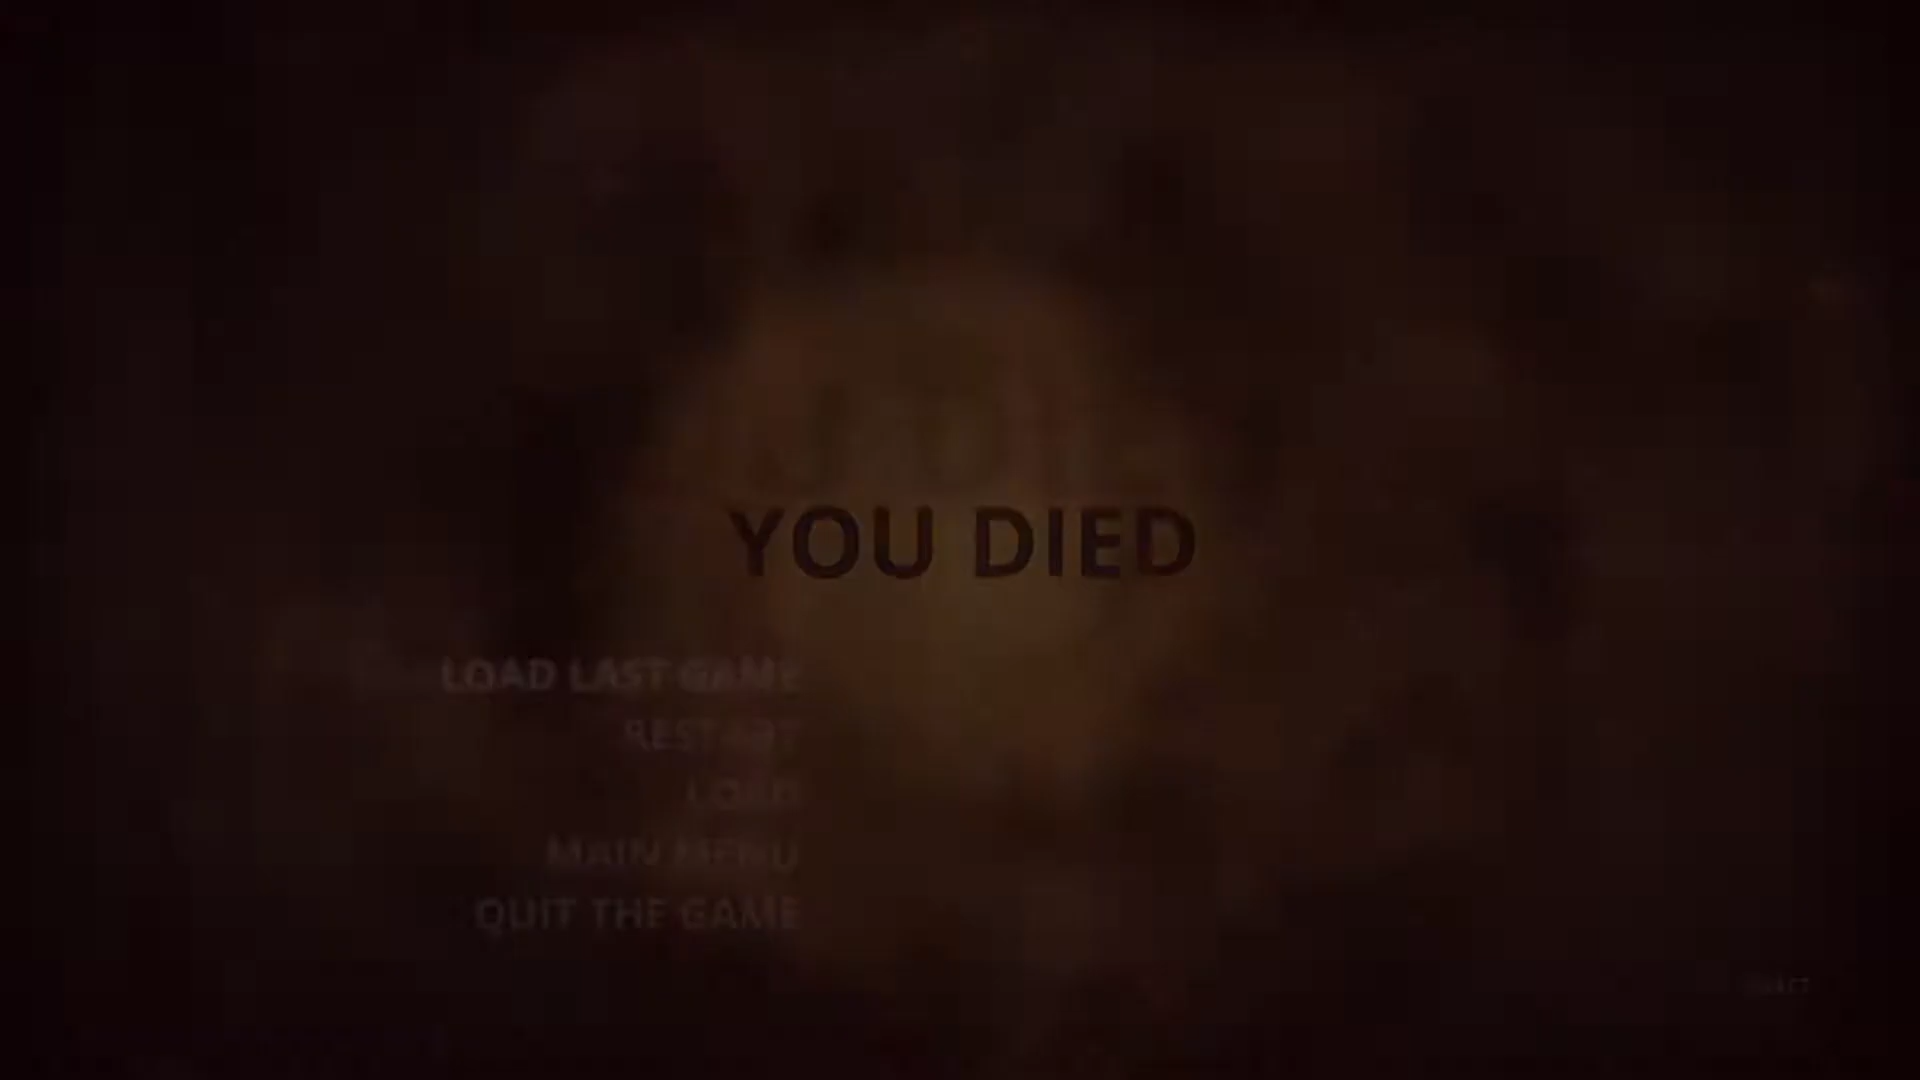 YOU DIED
LOAD LAST GAME
RESTART
LOAD
MAIN MENU
QUIT THE GAME